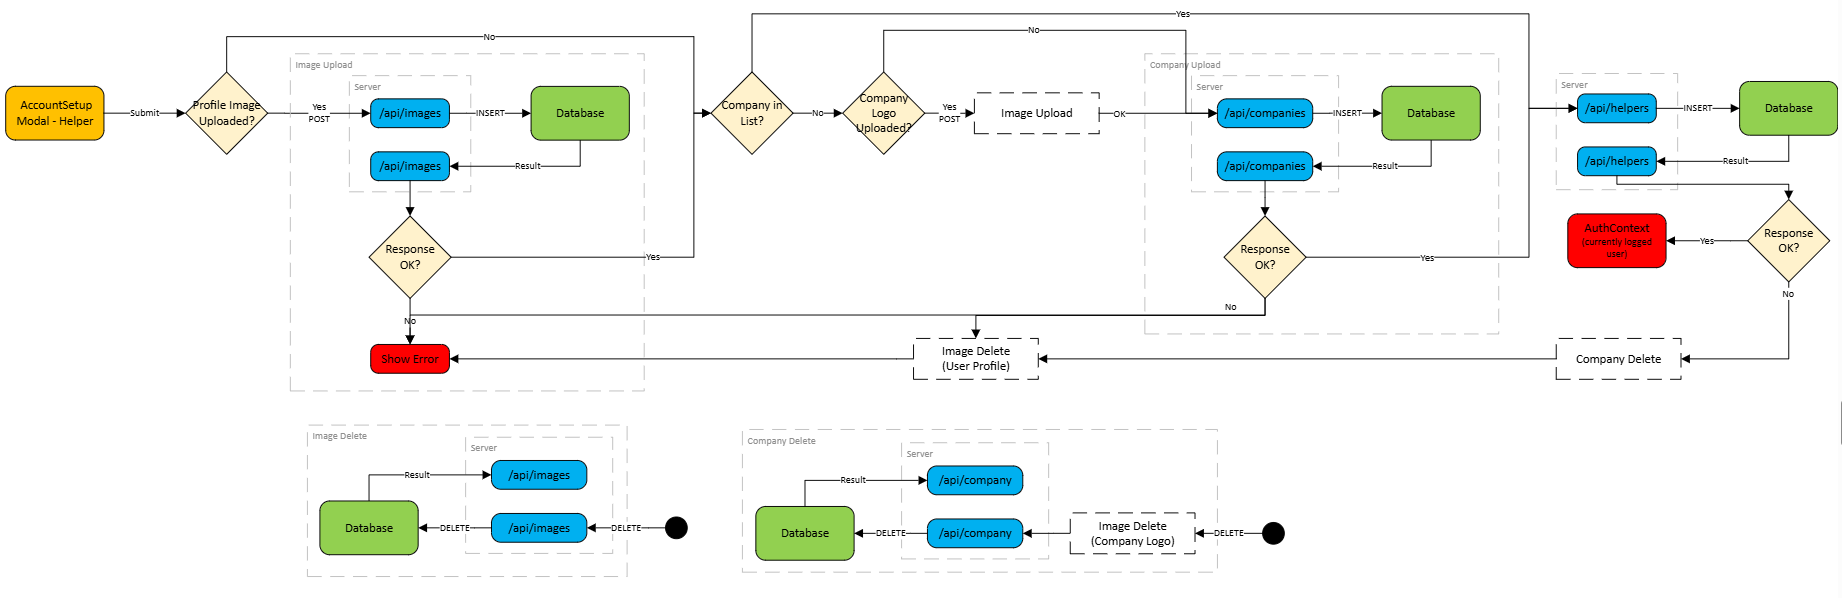 Yes
No
No
Image Upload
Company Upload
Server
Server
Server
AccountSetup
Modal - Helper
Submit
Profile Image
Uploaded?
Yes
POST
/api/images
INSERT
Database
Company in
List?
No
Company
Logo
Uploaded?
Yes
POST
Image Upload
OK
/api/companies
INSERT
Database
/api/helpers
INSERT
Database
/api/images
Result
/api/companies
Result
/api/helpers
Result
Response
OK?
Yes
Response
OK?
Yes
AuthContext
(currently logged
user)
Yes
Response
OK?
No
No
No
Show Error
Image Delete
(User Profile)
Company Delete
Image Delete
Server
Result
/api/images
Database
DELETE
/api/images
DELETE
Company Delete
Server
Result
/api/company
Database
DELETE
/api/company
Image Delete
(Company Logo)
DELETE